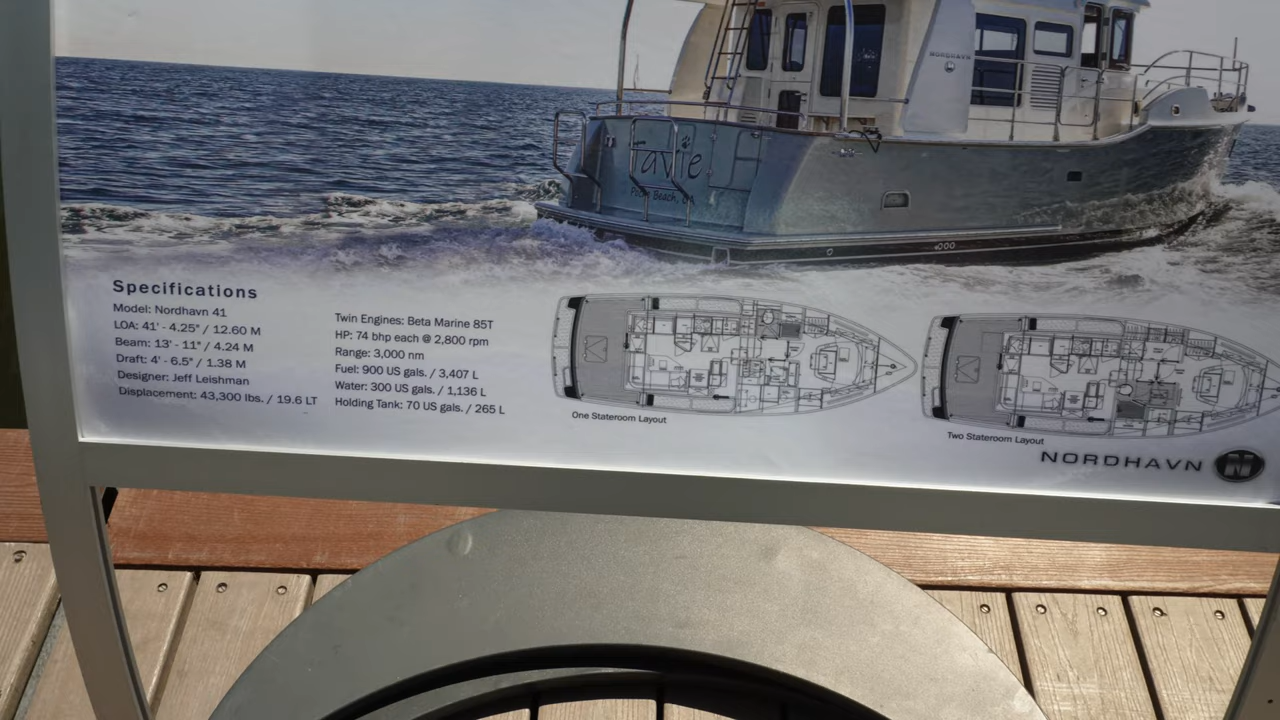 NORDHAVN
Tavie
Specifications
Model: Nordhavn 41
LOA: 41' - 4.25" / 12.60 M
Beam: 13' - 11" / 4.24 M
Draft: 4' - 6.5" / 1.38 M
Designer: Jeff Leishman
Displacement: 43,300 lbs. / 19.6 LT
Twin Engines: Beta Marine 85T
HP: 74 bhp each @ 2,800 rpm
Range: 3,000 nm
Fuel: 900 US gals. / 3,407 L
Water: 300 US gals. / 1,136 L
Holding Tank: 70 US gals. / 265 L
One Stateroom Layout
Two Stateroom Layout
NORDHAVN N